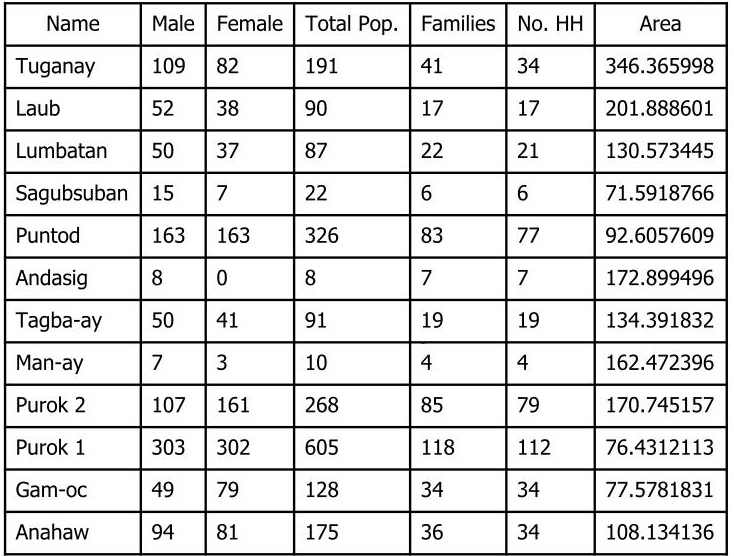 Name Male Female Total Pop. Families No. HH Area
Tuganay 109 82 191 41 34 346.365998
Laub 52 38 90 17 17 201.888601
Lumbatan 50 37 87 22 21 130.573445
Sagubsuban 15 7 22 6 6 71.5918766
Puntod 163 163 326 83 77 92.6057609
Andasig 8 0 8 7 7 172.899496
Tagba-ay 50 41 91 19 19 134.391832
Man-ay 7 3 10 4 4 162.472396
Purok 2 107 161 268 85 79 170.745157
Purok 1 303 302 605 118 112 76.4312113
Gam-oc 49 79 128 34 34 77.5781831
Anahaw 94 81 175 36 34 108.134136